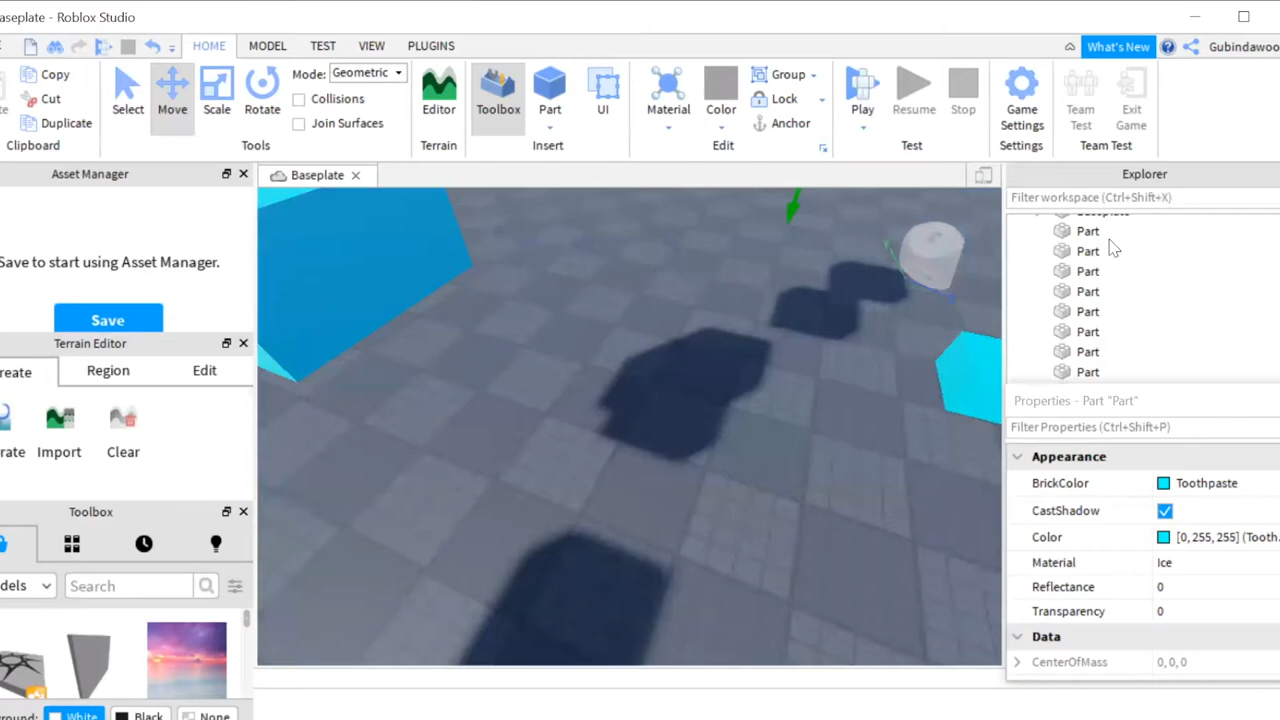 aseplate - Roblox Studio
HOME MODEL TEST VIEW PLUGINS
What's New
Gubindawoo
Copy
Cut
Duplicate
Clipboard
Select
Move
Scale
Rotate
Mode: Geometric
Collisions
Join Surfaces
Tools
Editor
Terrain
Toolbox
Part
UI
Insert
Material
Color
Group
Lock
Anchor
Edit
Play
Resume
Stop
Test
Game
Settings
Settings
Team
Test
Exit
Game
Team Test
Asset Manager
Save to start using Asset Manager.
Save
Terrain Editor
reate Region Edit
rate Import Clear
Toolbox
dels Search
round: White Black None
Baseplate
Explorer
Filter workspace (Ctrl+Shift+X)
Baseplate
Part
Part
Part
Part
Part
Part
Part
Part
Properties - Part "Part"
Filter Properties (Ctrl+Shift+P)
Appearance
BrickColor Toothpaste
CastShadow
Color [0, 255, 255] (Tooth.
Material Ice
Reflectance 0
Transparency 0
Data
CenterOfMass 0, 0, 0